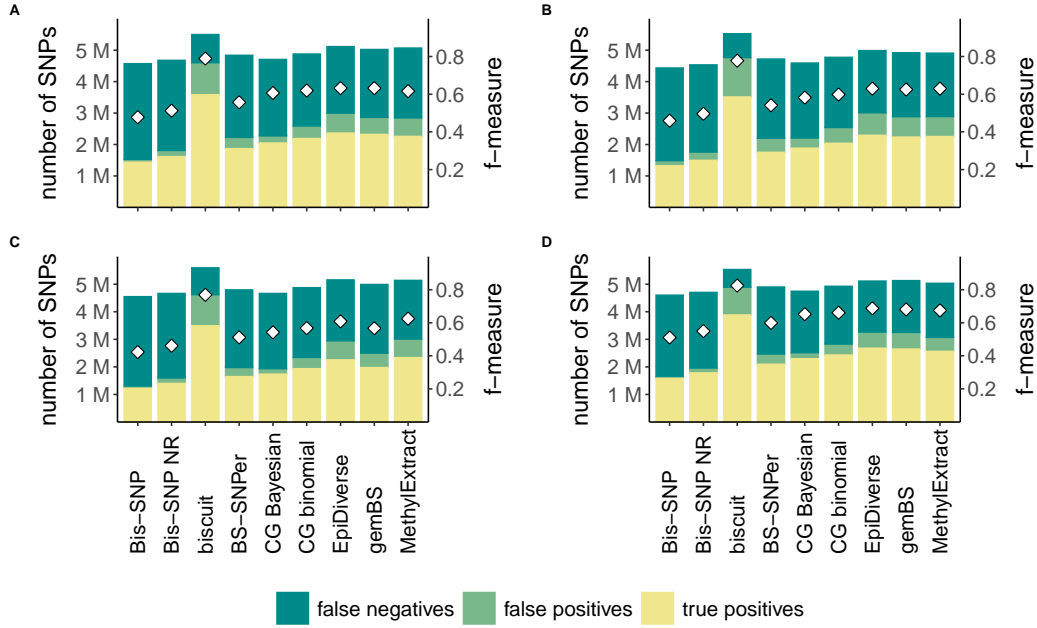 A
number of SNPs
5 M
4 M
3 M
2 M
1 M
0.8
0.6
0.4
0.2
f−measure
B
number of SNPs
5 M
4 M
3 M
2 M
1 M
0.8
0.6
0.4
0.2
f−measure
C
number of SNPs
5 M
4 M
3 M
2 M
1 M
0.8
0.6
0.4
0.2
f−measure
Bis−SNP
Bis−SNP NR
biscuit
BS−SNPer
CG Bayesian
CG binomial
EpiDiverse
gemBS
MethylExtract
D
number of SNPs
5 M
4 M
3 M
2 M
1 M
0.8
0.6
0.4
0.2
f−measure
Bis−SNP
Bis−SNP NR
biscuit
BS−SNPer
CG Bayesian
CG binomial
EpiDiverse
gemBS
MethylExtract
false negatives false positives true positives